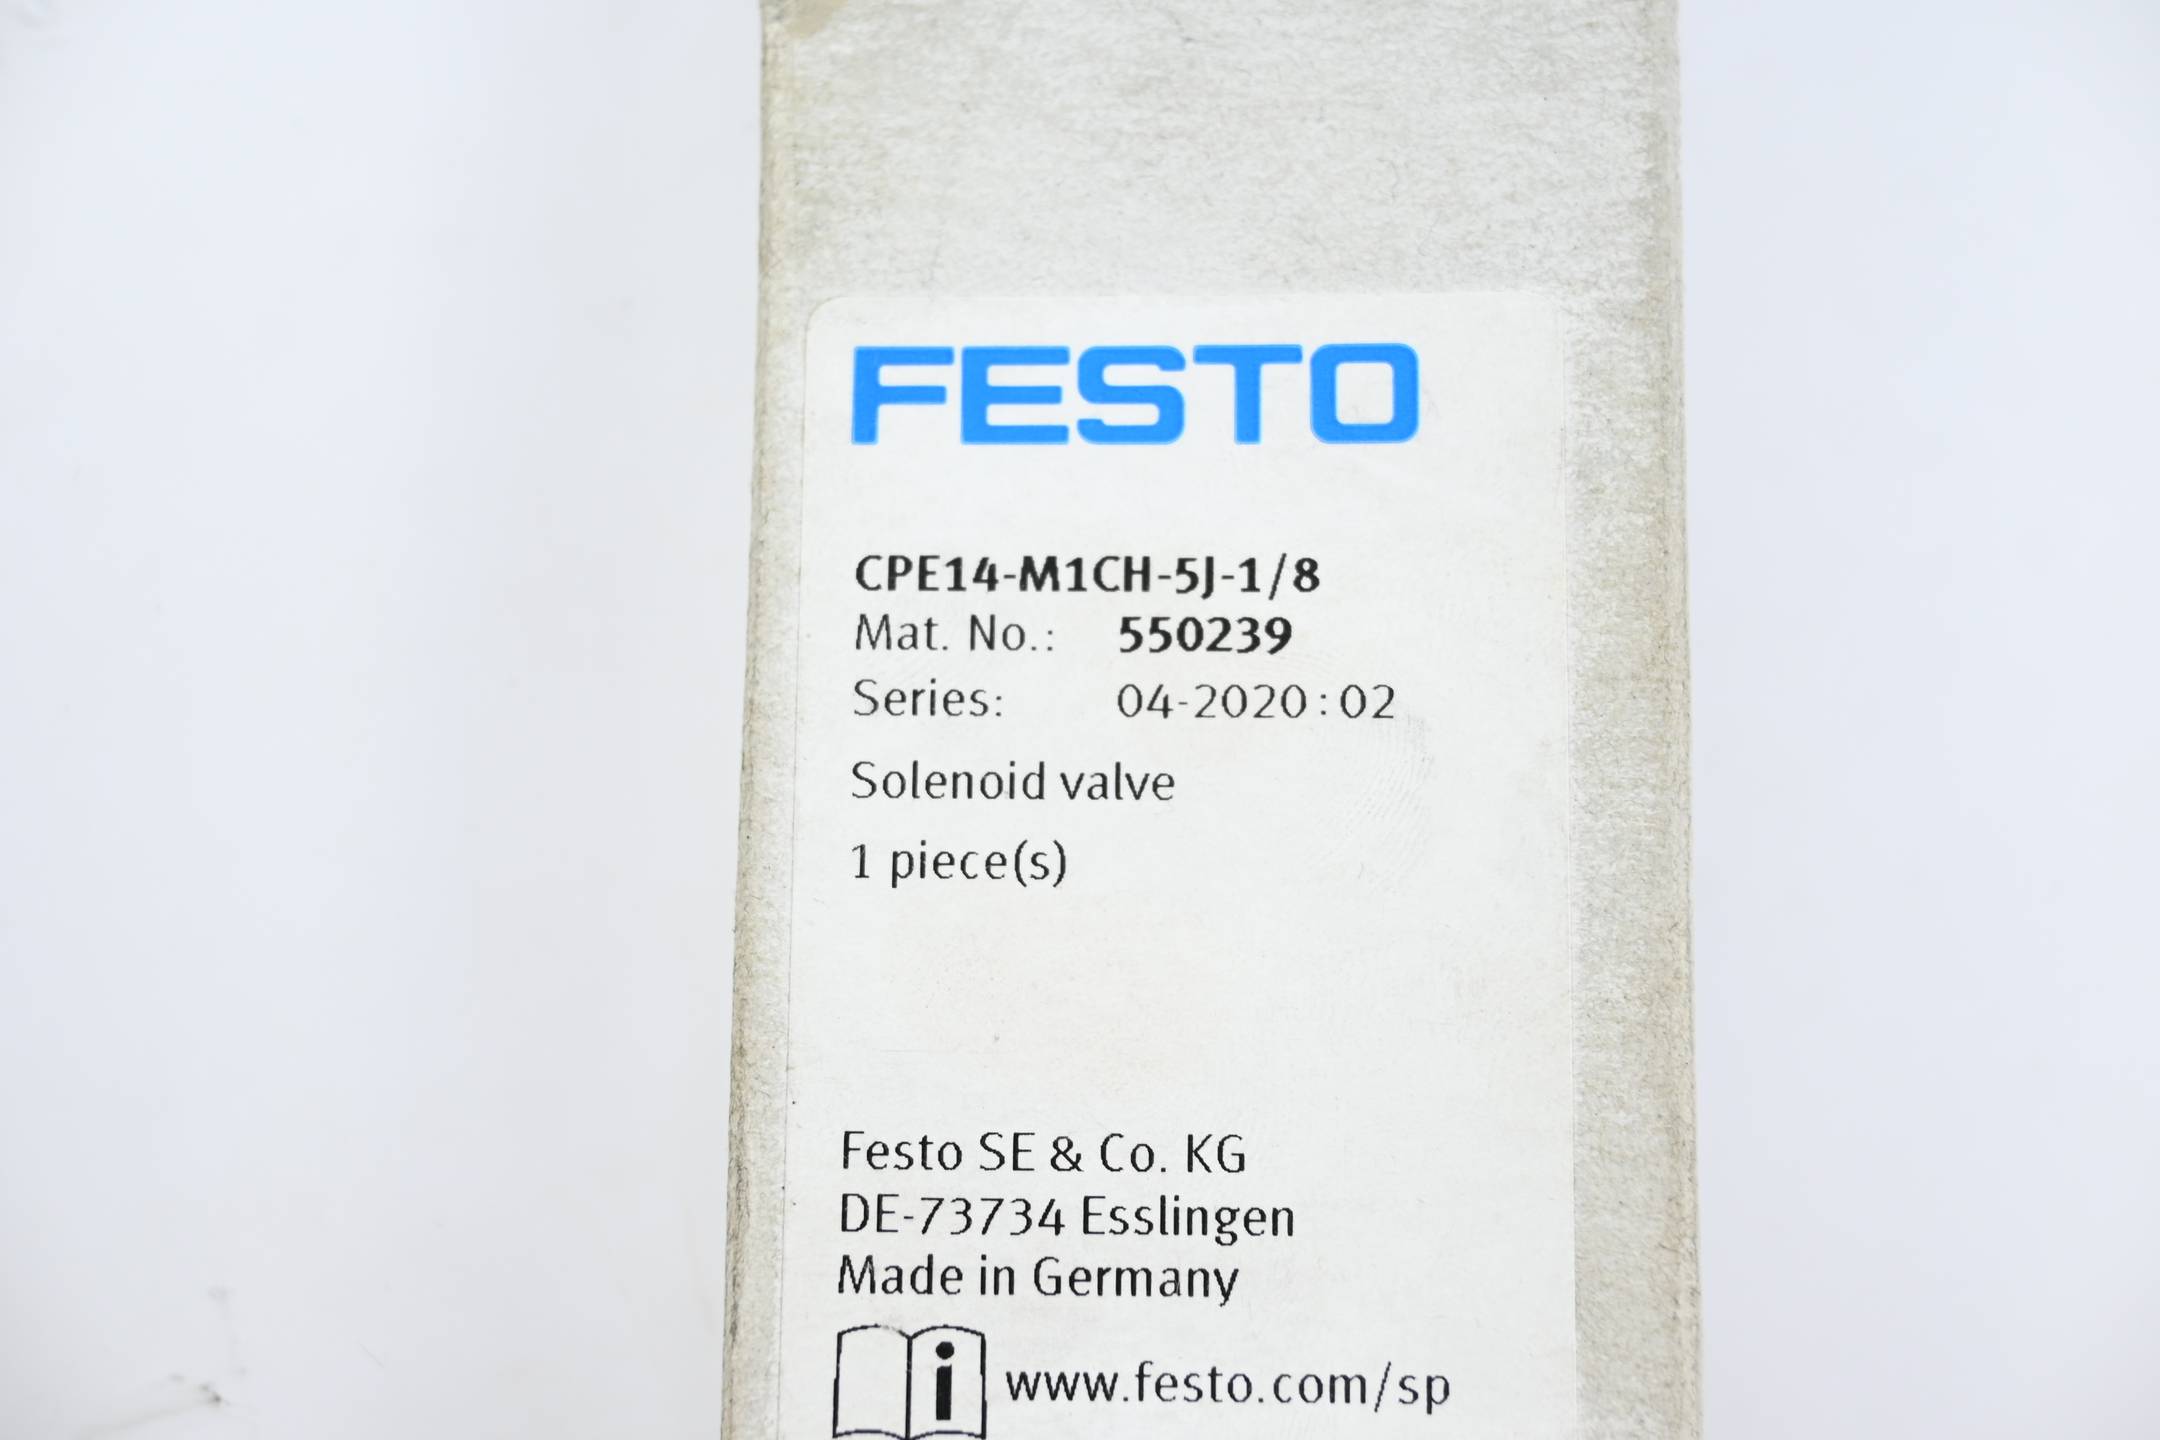 FESTO
CPE14-M1CH-5J-1/8
Mat. No.: 550239
Series: 04-2020:02
Solenoid valve
1 piece(s)
Festo SE & Co. KG
DE-73734 Esslingen
Made in Germany
i www.festo.com/sp